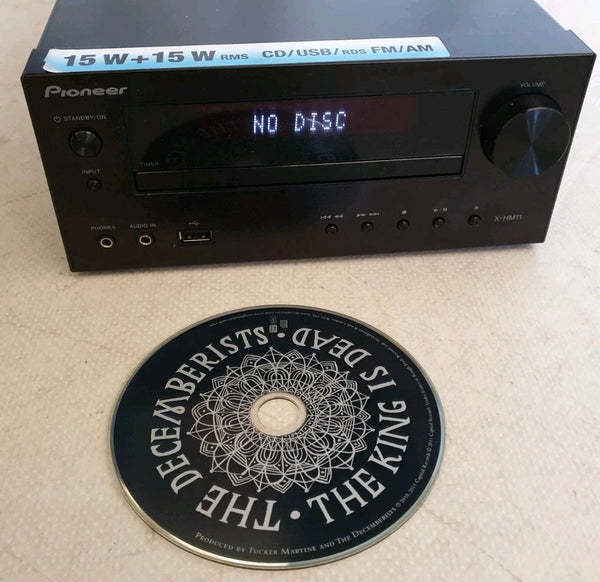 15 W+15 W RMS CD/USB/RDS FM/AM
Pioneer
VOLUME
STANDBY/ON
NO DISC
TIMER
INPUT
PHONES AUDIO IN
X-HM11
THE DECEMBERISTS • THE KING IS DEAD •
PRODUCED BY TUCKER MARTINE AND THE DECEMBERISTS